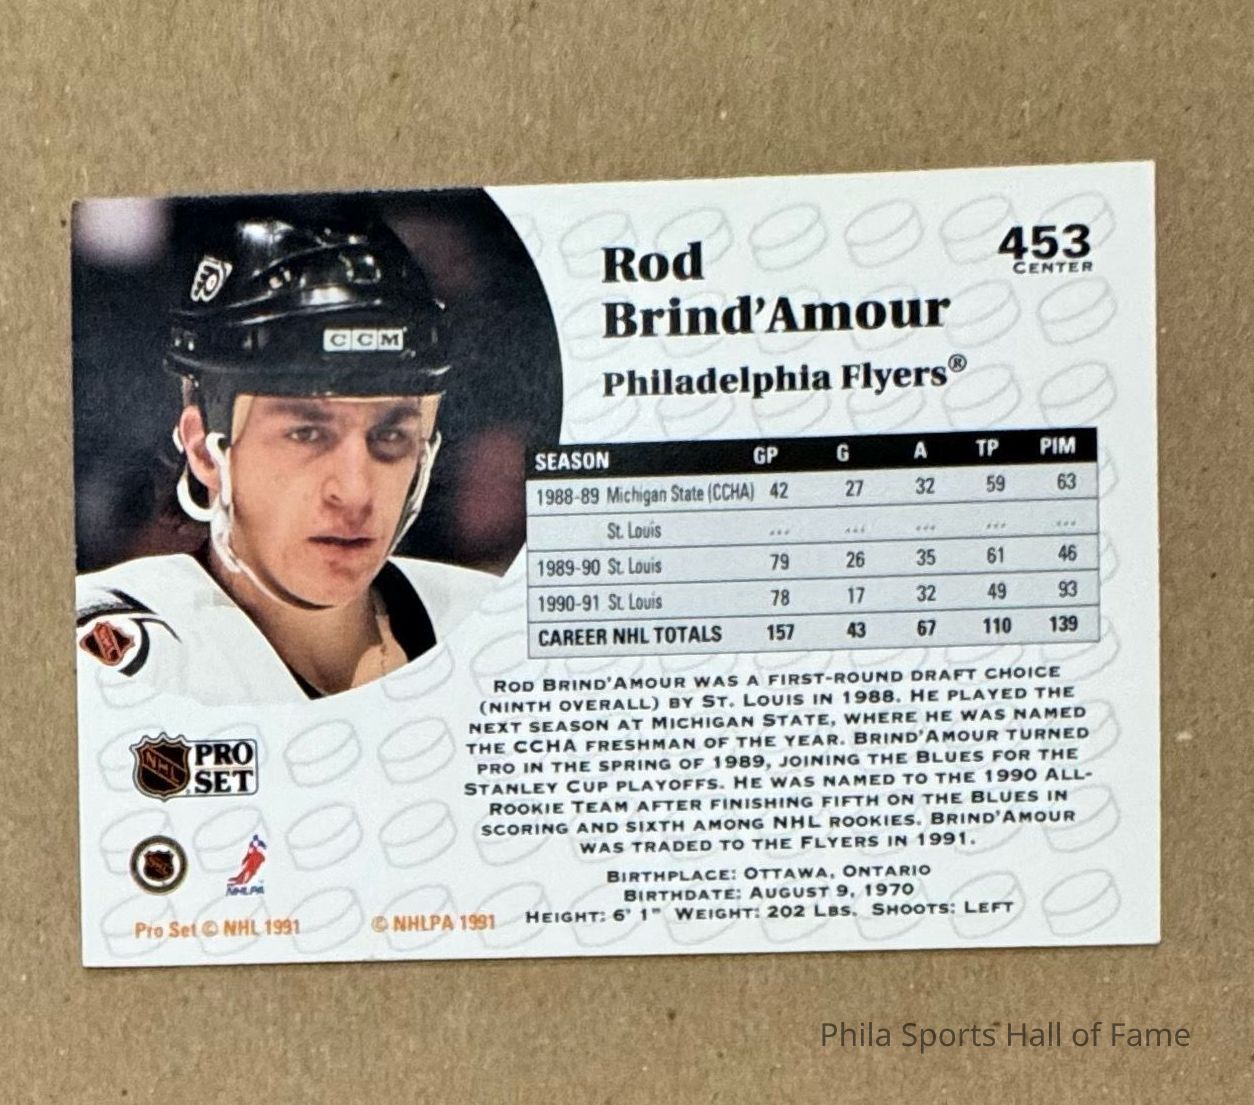 Rod
Brind'Amour
453
CENTER
Philadelphia Flyers®
CCM
SEASON GP G A TP PIM
1988-89 Michigan State (CCHA) 42 27 32 59 63
St. Louis ... ... ... ... ...
1989-90 St. Louis 79 26 35 61 46
1990-91 St. Louis 78 17 32 49 93
CAREER NHL TOTALS 157 43 67 110 139
ROD BRIND'AMOUR WAS A FIRST-ROUND DRAFT CHOICE
(NINTH OVERALL) BY ST. LOUIS IN 1988. HE PLAYED THE
NEXT SEASON AT MICHIGAN STATE, WHERE HE WAS NAMED
THE CCHA FRESHMAN OF THE YEAR. BRIND'AMOUR TURNED
PRO IN THE SPRING OF 1989, JOINING THE BLUES FOR THE
STANLEY CUP PLAYOFFS. HE WAS NAMED TO THE 1990 ALL-
ROOKIE TEAM AFTER FINISHING FIFTH ON THE BLUES IN
SCORING AND SIXTH AMONG NHL ROOKIES. BRIND'AMOUR
WAS TRADED TO THE FLYERS IN 1991.
BIRTHPLACE: OTTAWA, ONTARIO
BIRTHDATE: AUGUST 9, 1970
HEIGHT: 6' 1" WEIGHT: 202 LBS. SHOOTS: LEFT
NHL PRO
SET
NHL
NHLPA
Pro Set © NHL 1991
© NHLPA 1991
Phila Sports Hall of Fame